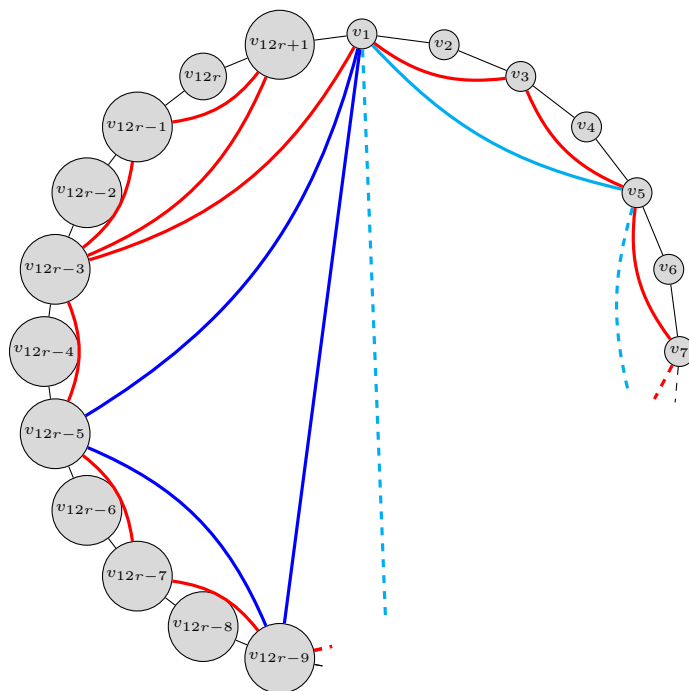 v₁
v₂
v₃
v₄
v₅
v₆
v₇
v₁₂ᵣ₋₉
v₁₂ᵣ₋₈
v₁₂ᵣ₋₇
v₁₂ᵣ₋₆
v₁₂ᵣ₋₅
v₁₂ᵣ₋₄
v₁₂ᵣ₋₃
v₁₂ᵣ₋₂
v₁₂ᵣ₋₁
v₁₂ᵣ
v₁₂ᵣ₊₁